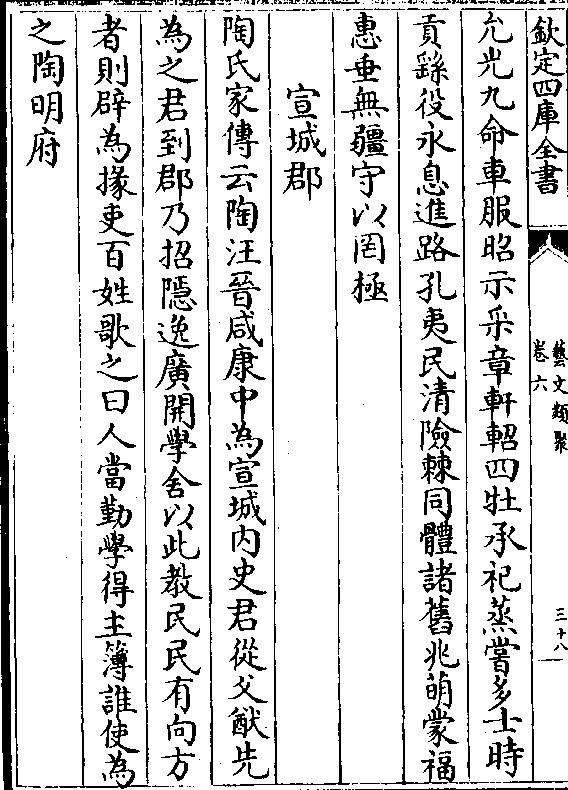 欽定四庫全書
藝文類聚
卷六
三十八
允光九命車服昭示采章軒軺四牡承祀蒸嘗多士時
貢繇役永息進路孔夷民清險棘同體諸舊兆萌蒙福
惠垂無疆守以罔極
宣城郡
陶氏家傳云陶汪晉咸康中為宣城內史君從父猷先
為之君到郡乃招隱逸廣開學舍以此教民民有向方
者則辟為掾吏百姓歌之曰人當勤學得主簿誰使為
之陶明府